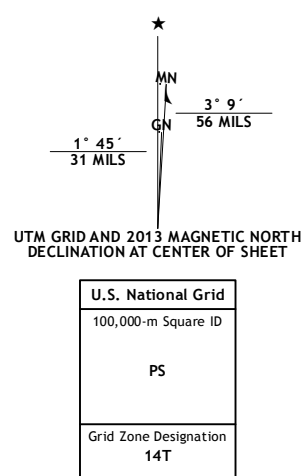 ★
MN
3° 9´
56 MILS
GN
1° 45´
31 MILS
UTM GRID AND 2013 MAGNETIC NORTH
DECLINATION AT CENTER OF SHEET
U.S. National Grid
100,000-m Square ID
PS
Grid Zone Designation
14T